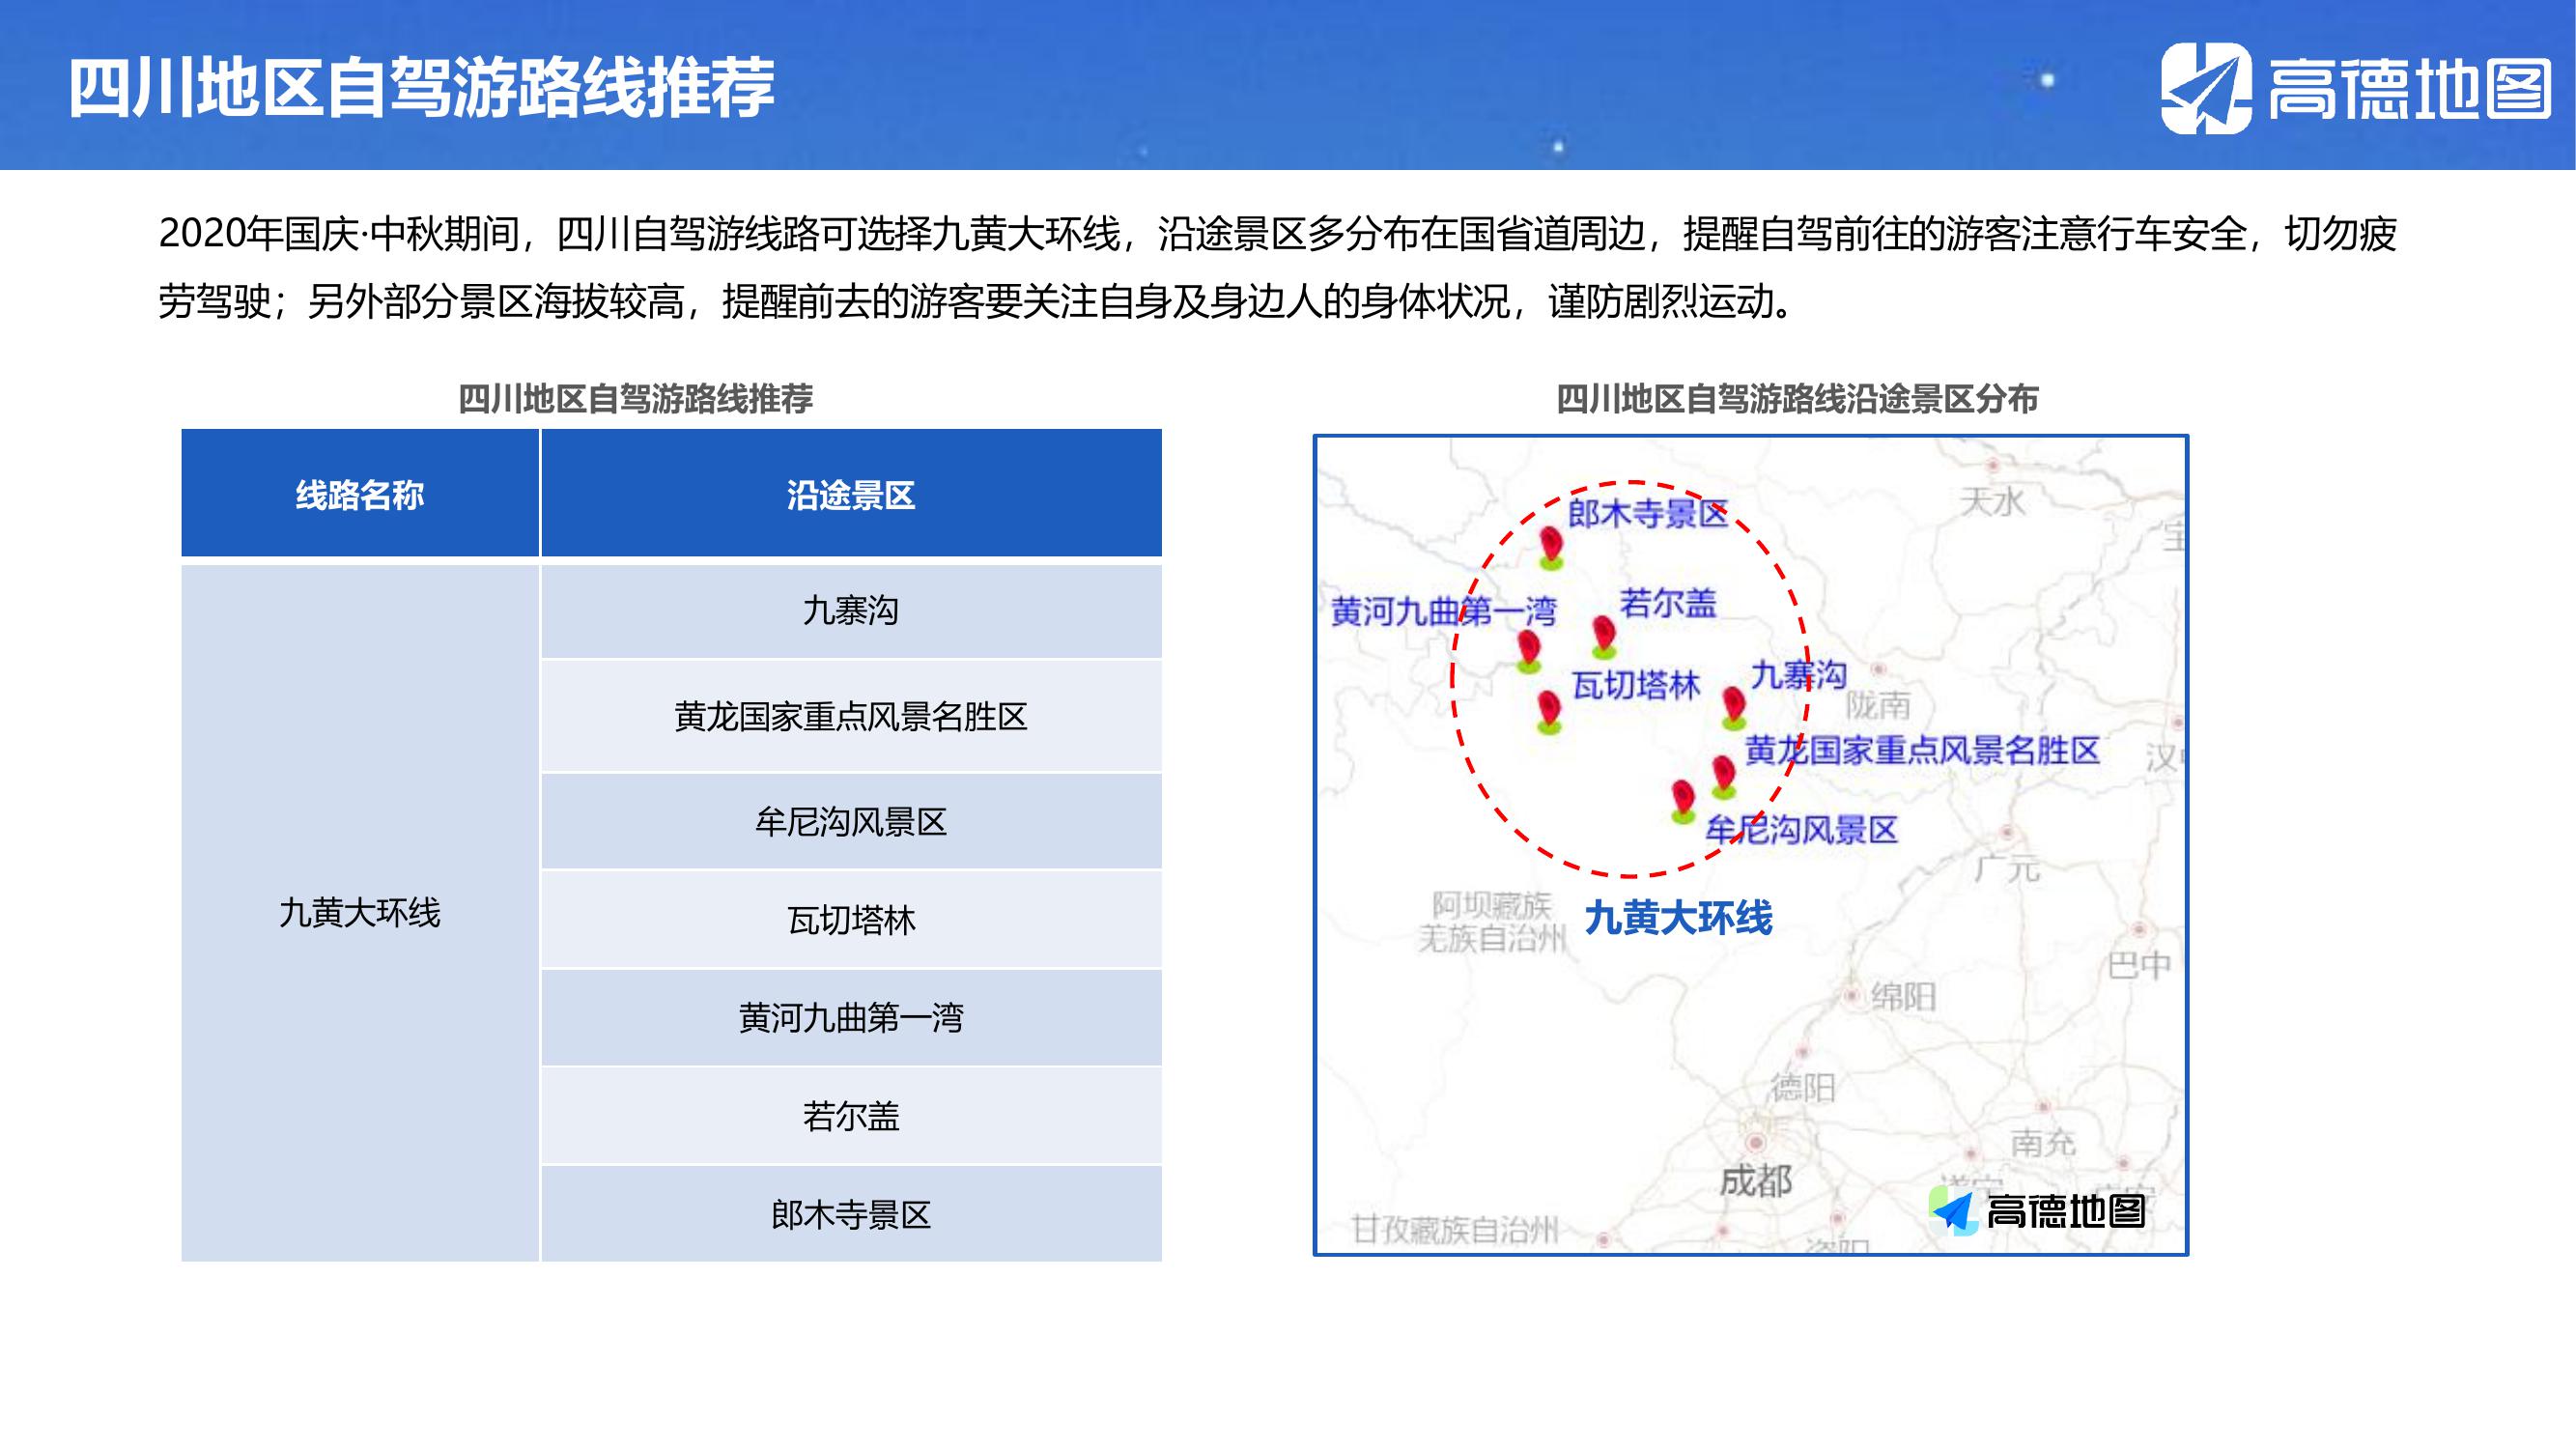 四川地区自驾游路线推荐
高德地图
2020年国庆·中秋期间，四川自驾游线路可选择九黄大环线，沿途景区多分布在国省道周边，提醒自驾前往的游客注意行车安全，切勿疲
劳驾驶；另外部分景区海拔较高，提醒前去的游客要关注自身及身边人的身体状况，谨防剧烈运动。
四川地区自驾游路线推荐
线路名称
沿途景区
九黄大环线
九寨沟
黄龙国家重点风景名胜区
牟尼沟风景区
瓦切塔林
黄河九曲第一湾
若尔盖
郎木寺景区
四川地区自驾游路线沿途景区分布
天水
郎木寺景区
若尔盖
黄河九曲第一湾
九寨沟
瓦切塔林
陇南
黄龙国家重点风景名胜区
牟尼沟风景区
广元
阿坝藏族
羌族自治州
九黄大环线
巴中
绵阳
德阳
南充
成都
高德地图
甘孜藏族自治州